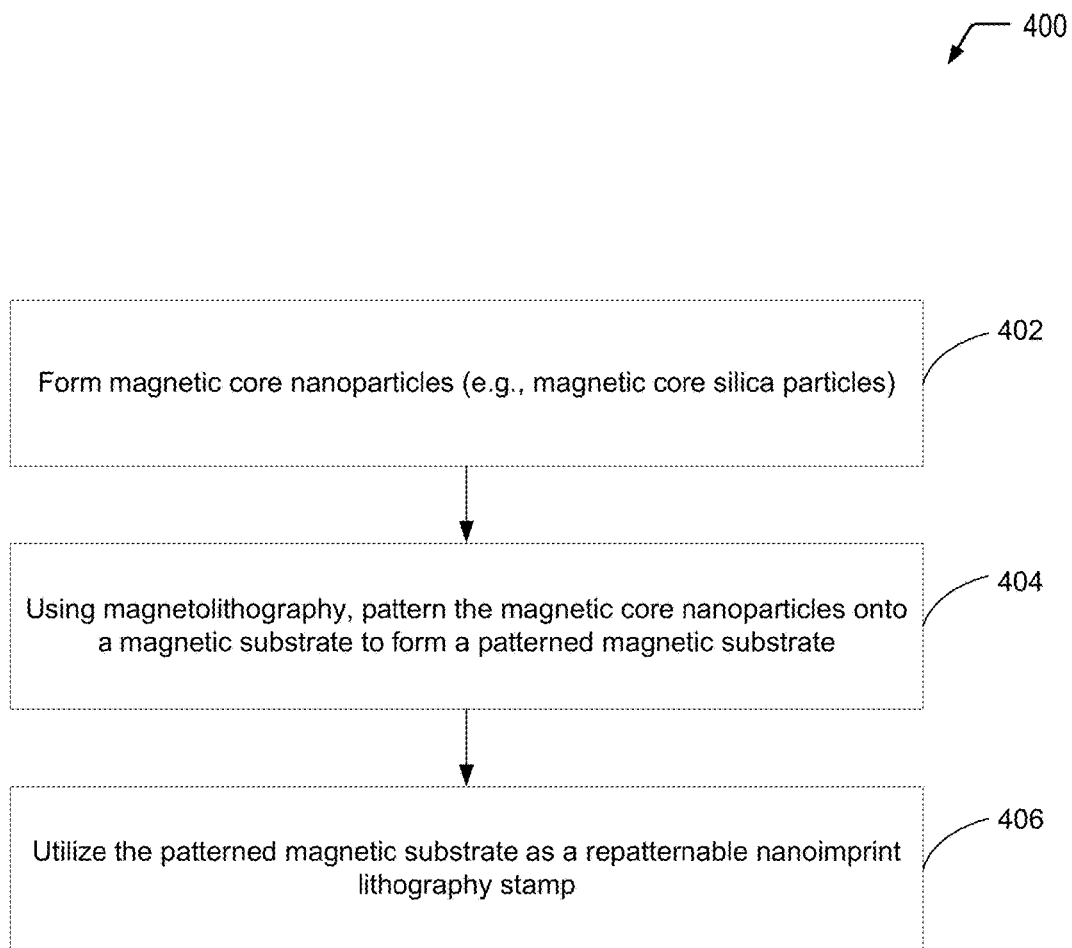 400
402
Form magnetic core nanoparticles (e.g., magnetic core silica particles)
404
Using magnetolithography, pattern the magnetic core nanoparticles onto
a magnetic substrate to form a patterned magnetic substrate
406
Utilize the patterned magnetic substrate as a repatternable nanoimprint
lithography stamp